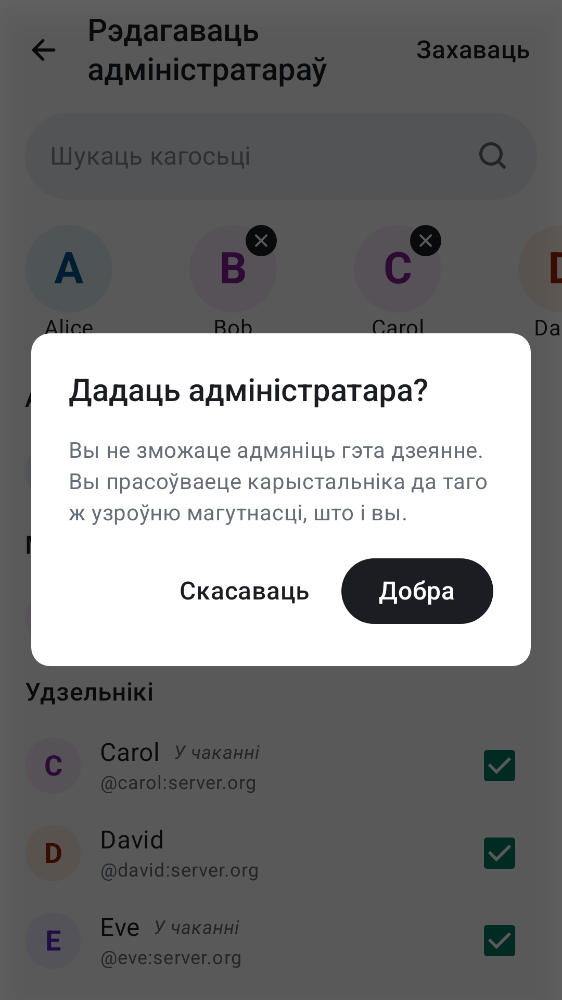 Рэдагаваць
адміністратараў
Захаваць
Шукаць кагосьці
A
B
C
D
Alice
Bob
Carol
Дадаць адміністратара?
Вы не зможаце адмяніць гэта дзеянне.
Вы прасоўваеце карыстальніка да таго
ж узроўню магутнасці, што і вы.
Скасаваць
Добра
Удзельнікі
C
Carol У чаканні
@carol:server.org
D
David
@david:server.org
E
Eve У чаканні
@eve:server.org